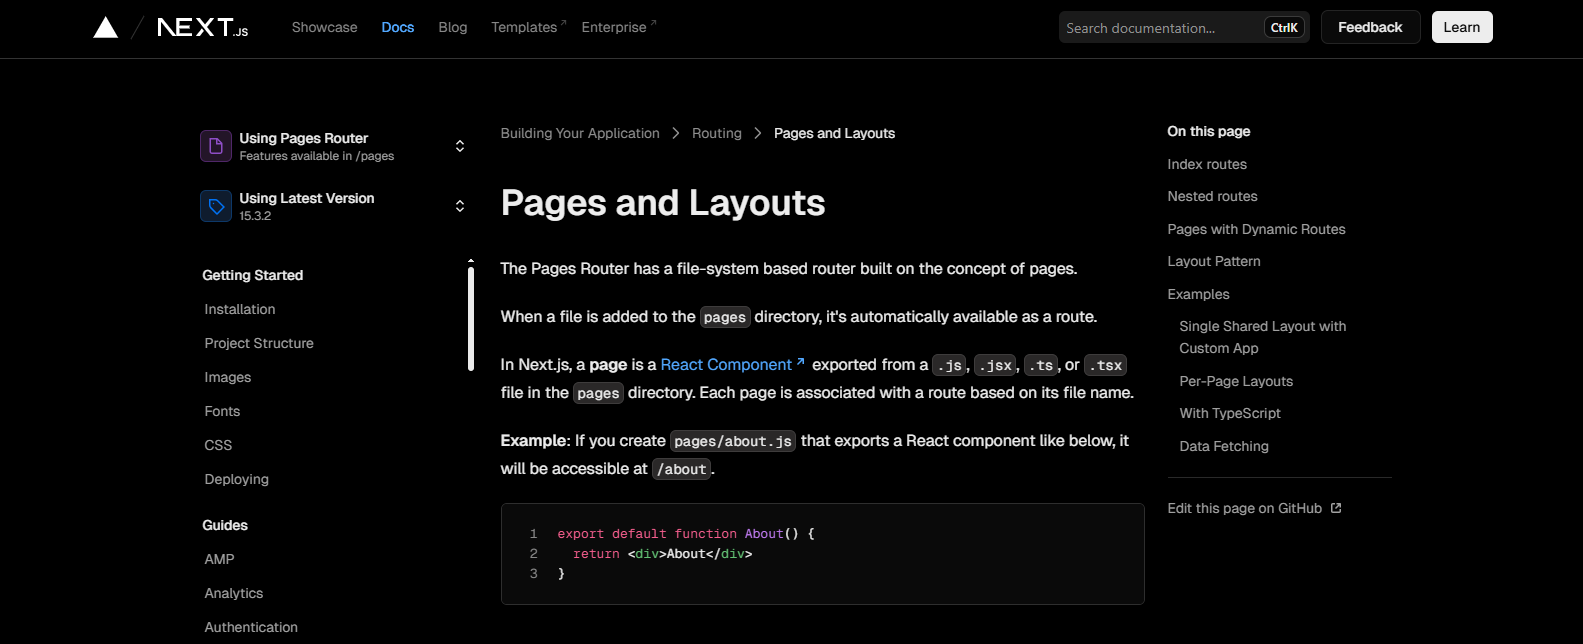 NEXT.JS
Showcase
Docs
Blog
Templates
Enterprise
Search documentation...
CtrlK
Feedback
Learn
Using Pages Router
Features available in /pages
Using Latest Version
15.3.2
Getting Started
Installation
Project Structure
Images
Fonts
CSS
Deploying
Guides
AMP
Analytics
Authentication
Building Your Application > Routing > Pages and Layouts
Pages and Layouts
The Pages Router has a file-system based router built on the concept of pages.
When a file is added to the pages directory, it's automatically available as a route.
In Next.js, a page is a React Component↗ exported from a .js, .jsx, .ts, or .tsx
file in the pages directory. Each page is associated with a route based on its file name.
Example: If you create pages/about.js that exports a React component like below, it
will be accessible at /about.
1 export default function About() {
2   return <div>About</div>
3 }
On this page
Index routes
Nested routes
Pages with Dynamic Routes
Layout Pattern
Examples
Single Shared Layout with
Custom App
Per-Page Layouts
With TypeScript
Data Fetching
Edit this page on GitHub